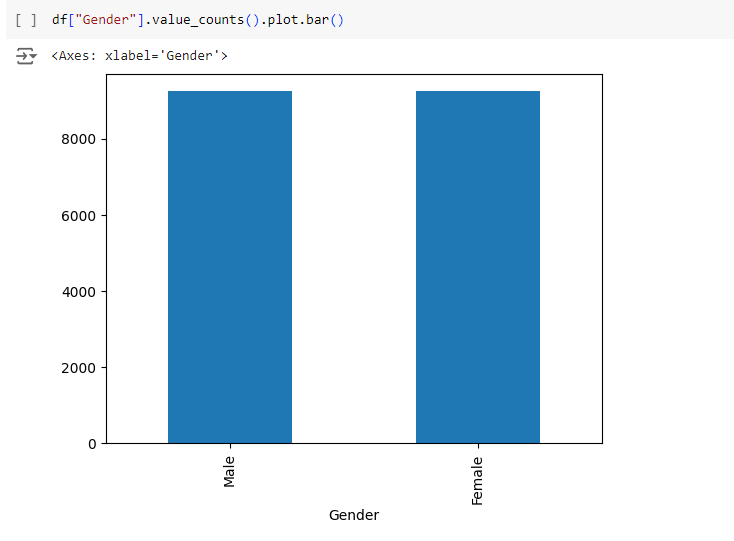 [ ] df["Gender"].value_counts().plot.bar()
<Axes: xlabel='Gender'>
8000
6000
4000
2000
0
Male
Female
Gender